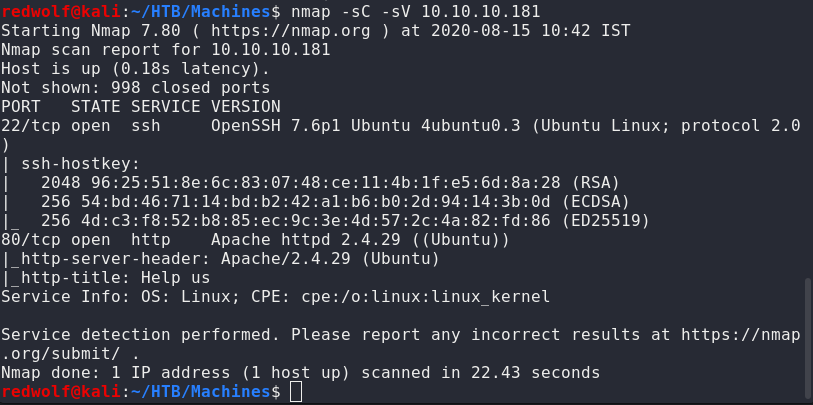 redwolf@kali:~/HTB/Machines$ nmap -sC -sV 10.10.10.181
Starting Nmap 7.80 ( https://nmap.org ) at 2020-08-15 10:42 IST
Nmap scan report for 10.10.10.181
Host is up (0.18s latency).
Not shown: 998 closed ports
PORT   STATE SERVICE VERSION
22/tcp open  ssh     OpenSSH 7.6p1 Ubuntu 4ubuntu0.3 (Ubuntu Linux; protocol 2.0
)
| ssh-hostkey:
|   2048 96:25:51:8e:6c:83:07:48:ce:11:4b:1f:e5:6d:8a:28 (RSA)
|   256 54:bd:46:71:14:bd:b2:42:a1:b6:b0:2d:94:14:3b:0d (ECDSA)
|_  256 4d:c3:f8:52:b8:85:ec:9c:3e:4d:57:2c:4a:82:fd:86 (ED25519)
80/tcp open  http    Apache httpd 2.4.29 ((Ubuntu))
|_http-server-header: Apache/2.4.29 (Ubuntu)
|_http-title: Help us
Service Info: OS: Linux; CPE: cpe:/o:linux:linux_kernel
Service detection performed. Please report any incorrect results at https://nmap
.org/submit/ .
Nmap done: 1 IP address (1 host up) scanned in 22.43 seconds
redwolf@kali:~/HTB/Machines$